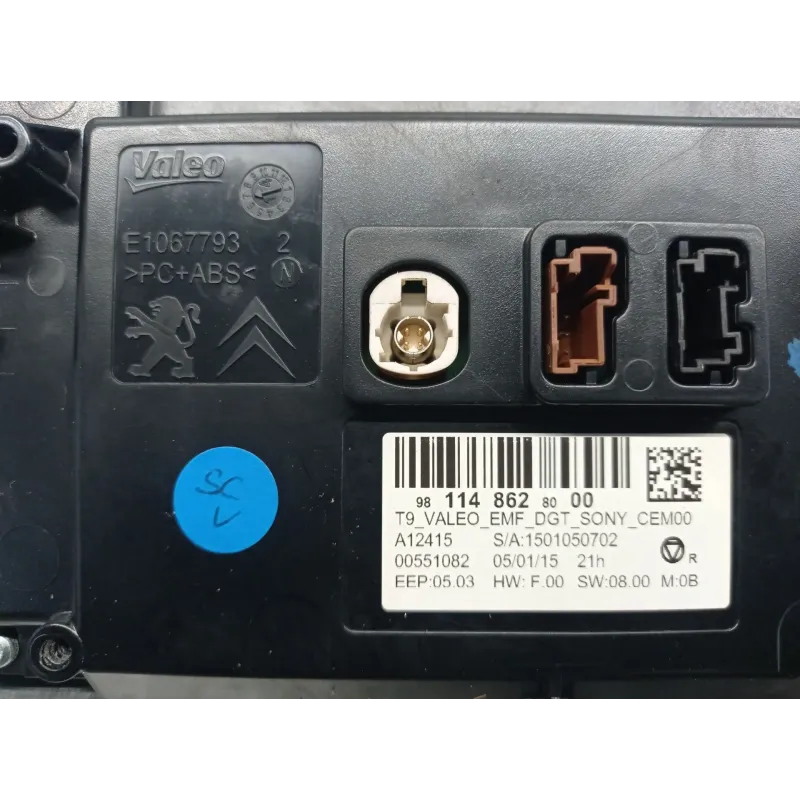 Valeo
E1067793 2
>PC+ABS< N
SC
V
98 114 862 80 00
T9_VALEO_EMF_DGT_SONY_CEM00
A12415 S/A:1501050702
00551082 05/01/15 21h
R
EEP:05.03 HW:F.00 SW:08.00 M:0B